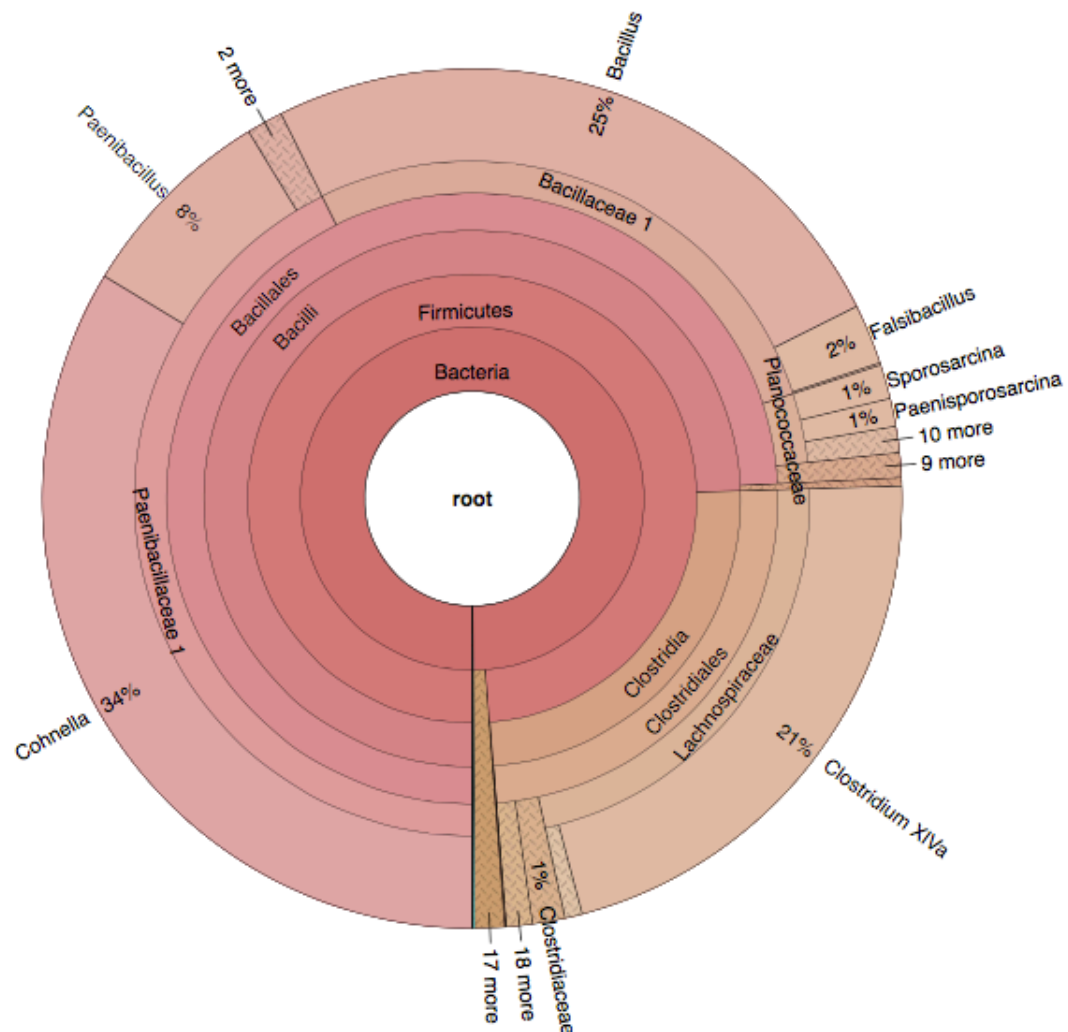 Bacillus
25%
2 more
Paenibacillus
8%
Bacillaceae 1
Bacillales
Bacilli
Firmicutes
Bacteria
root
Falsibacillus
2%
Sporosarcina
1%
Paenisporosarcina
1%
10 more
9 more
Planococcaceae
Paenibacillaceae 1
Cohnella
34%
Clostridia
Clostridiales
Lachnospiraceae
21%
Clostridium XIVa
1%
Clostridiaceae
18 more
17 more